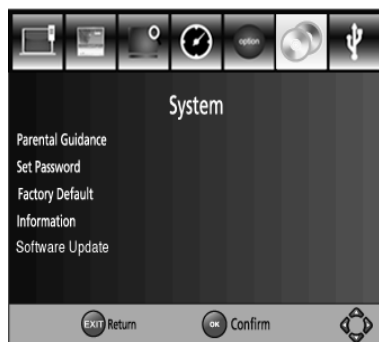 option
System
Parental Guidance
Set Password
Factory Default
Information
Software Update
EXIT Return OK Confirm